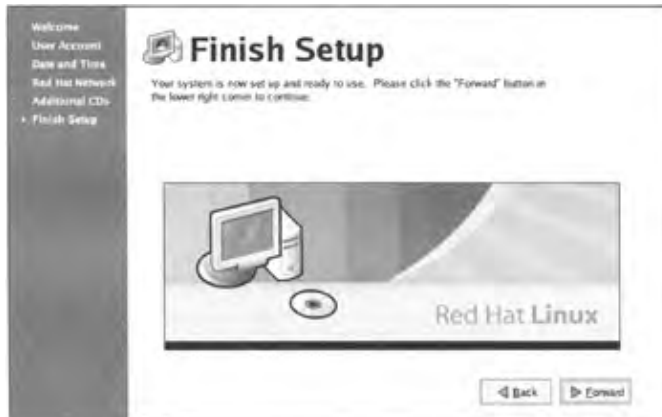 Welcome
User Account
Date and Time
Red Hat Network
Additional CDs
Finish Setup
Finish Setup
Your system is now set up and ready to use. Please click the "Forward" button in
the lower right corner to continue.
Red Hat Linux
Back
Forward